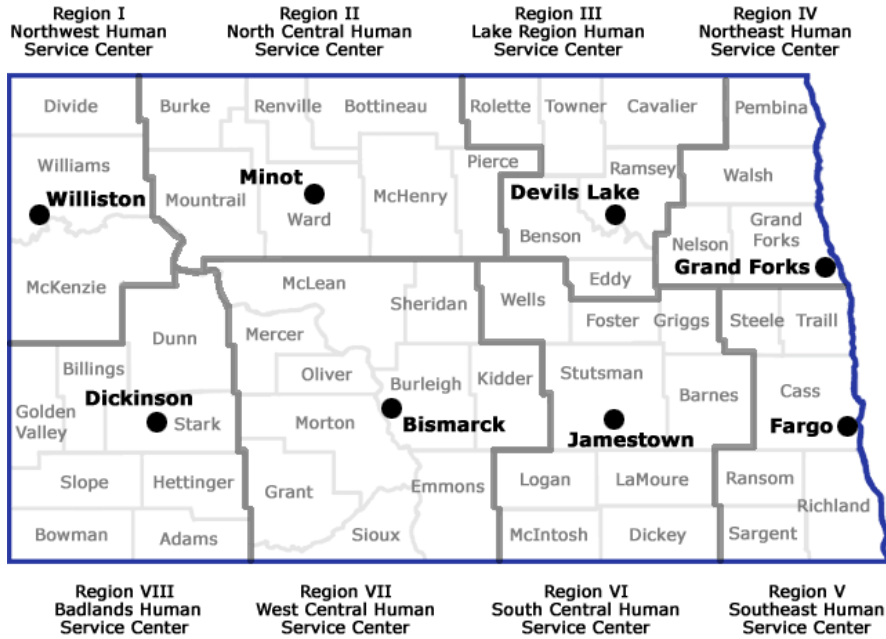 Region I
Northwest Human
Service Center
Region II
North Central Human
Service Center
Region III
Lake Region Human
Service Center
Region IV
Northeast Human
Service Center
Divide
Burke
Renville
Bottineau
Rolette
Towner
Cavalier
Pembina
Williams
Pierce
Ramsey
Walsh
Williston
Mountrail
Minot
Ward
McHenry
Devils Lake
Benson
Nelson
Grand
Forks
Grand Forks
McKenzie
McLean
Sheridan
Wells
Eddy
Foster
Griggs
Steele
Traill
Dunn
Mercer
Billings
Oliver
Burleigh
Kidder
Stutsman
Barnes
Cass
Dickinson
Golden
Valley
Stark
Morton
Bismarck
Jamestown
Fargo
Slope
Hettinger
Grant
Emmons
Logan
LaMoure
Ransom
Richland
Bowman
Adams
Sioux
McIntosh
Dickey
Sargent
Region VIII
Badlands Human
Service Center
Region VII
West Central Human
Service Center
Region VI
South Central Human
Service Center
Region V
Southeast Human
Service Center